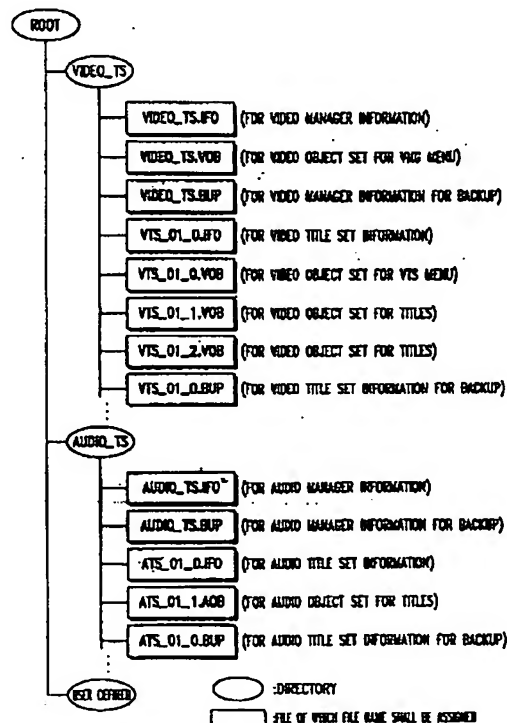 ROOT
VIDEO_TS
VIDEO_TS.IFO (FOR VIDEO MANAGER INFORMATION)
VIDEO_TS.VOB (FOR VIDEO OBJECT SET FOR VMG MENU)
VIDEO_TS.BUP (FOR VIDEO MANAGER INFORMATION FOR BACKUP)
VTS_01_0.IFO (FOR VIDEO TITLE SET INFORMATION)
VTS_01_0.VOB (FOR VIDEO OBJECT SET FOR VTS MENU)
VTS_01_1.VOB (FOR VIDEO OBJECT SET FOR TITLES)
VTS_01_2.VOB (FOR VIDEO OBJECT SET FOR TITLES)
VTS_01_0.BUP (FOR VIDEO TITLE SET INFORMATION FOR BACKUP)
AUDIO_TS
AUDIO_TS.IFO (FOR AUDIO MANAGER INFORMATION)
AUDIO_TS.BUP (FOR AUDIO MANAGER INFORMATION FOR BACKUP)
ATS_01_0.IFO (FOR AUDIO TITLE SET INFORMATION)
ATS_01_1.AOB (FOR AUDIO OBJECT SET FOR TITLES)
ATS_01_0.BUP (FOR AUDIO TITLE SET INFORMATION FOR BACKUP)
USER DEFINED
:DIRECTORY
:FILE OF WHICH FILE NAME SHALL BE ASSIGNED